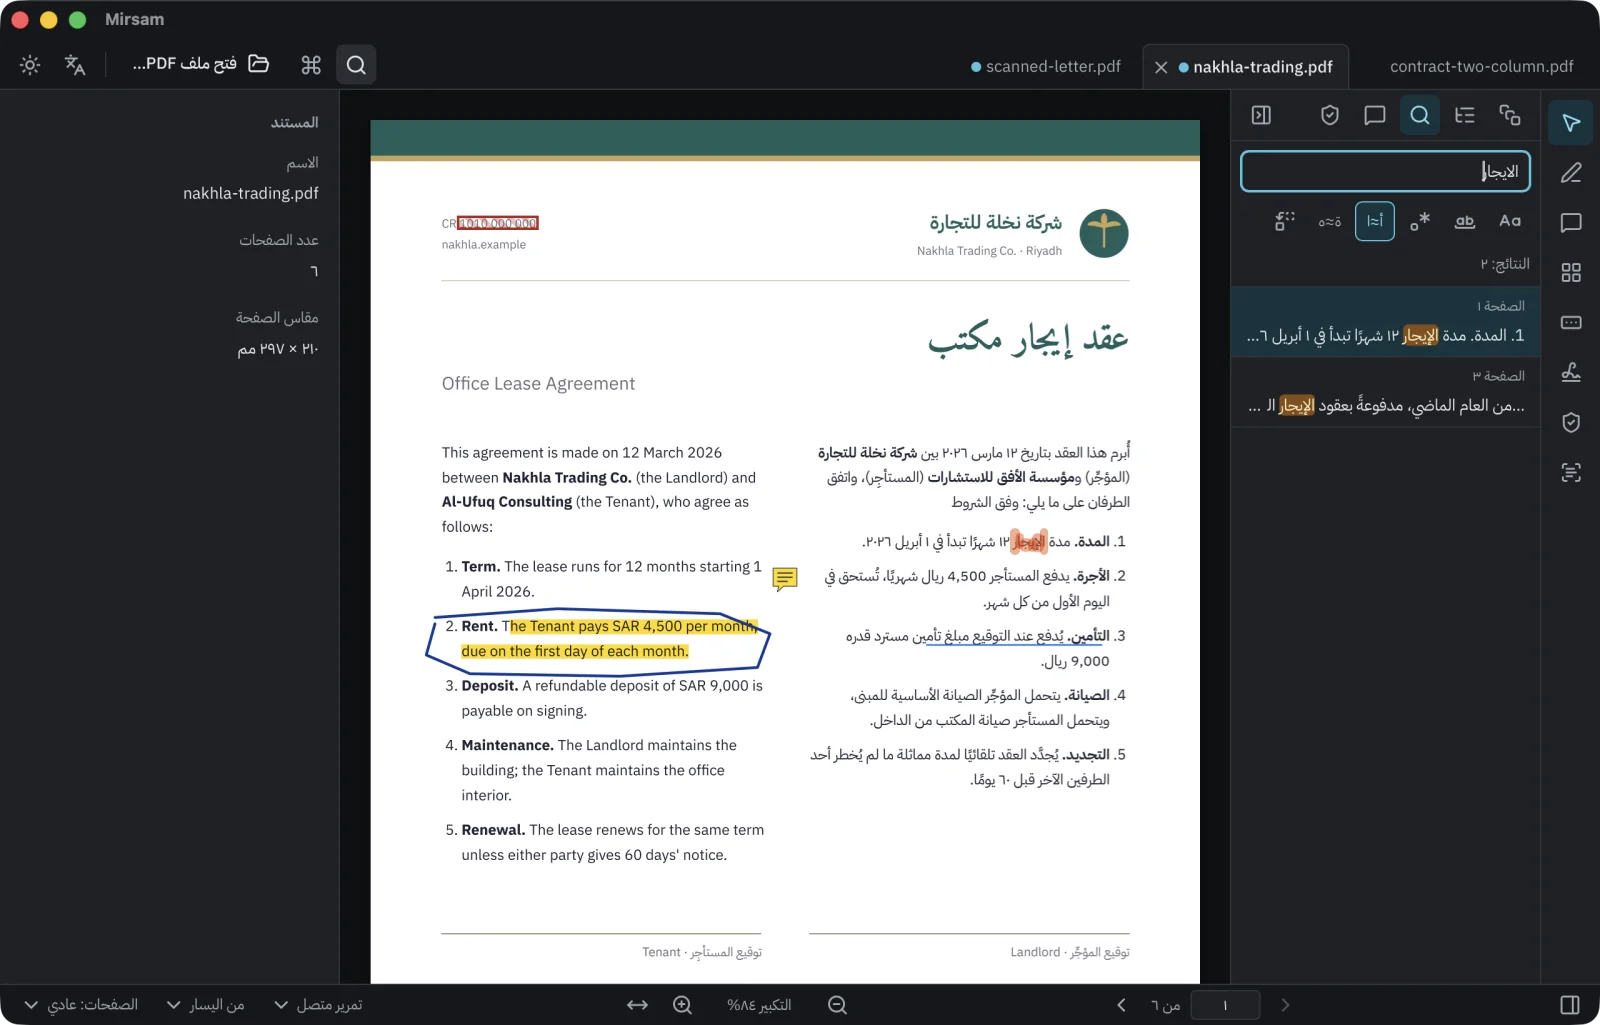 Mirsam
فتح ملف PDF...
scanned-letter.pdf
nakhla-trading.pdf
contract-two-column.pdf
المستند
الاسم
nakhla-trading.pdf
عدد الصفحات
٦
مقاس الصفحة
٢١٠ × ٢٩٧ مم
الايجار
أ≈ا
ة≈ه
ab
Aa
النتائج: ٢
الصفحة ١
1. المدة. مدة الإيجار ١٢ شهرًا تبدأ في ١ أبريل ٦...
الصفحة ٣
...من العام الماضي، مدفوعةً بعقود الإيجار ال ...
CR 1010 000 000
nakhla.example
شركة نخلة للتجارة
Nakhla Trading Co. · Riyadh
عقد إيجار مكتب
Office Lease Agreement
This agreement is made on 12 March 2026
between Nakhla Trading Co. (the Landlord) and
Al-Ufuq Consulting (the Tenant), who agree as
follows:
1. Term. The lease runs for 12 months starting 1
April 2026.
2. Rent. The Tenant pays SAR 4,500 per month,
due on the first day of each month.
3. Deposit. A refundable deposit of SAR 9,000 is
payable on signing.
4. Maintenance. The Landlord maintains the
building; the Tenant maintains the office
interior.
5. Renewal. The lease renews for the same term
unless either party gives 60 days' notice.
أُبرم هذا العقد بتاريخ ١٢ مارس ٢٠٢٦ بين شركة نخلة للتجارة
(المؤجِّر) ومؤسسة الأفق للاستشارات (المستأجِر)، واتفق
الطرفان على ما يلي: وفق الشروط
1. المدة. مدة الإيجار ١٢ شهرًا تبدأ في ١ أبريل ٢٠٢٦.
2. الأجرة. يدفع المستأجر 4,500 ريال شهريًا، تُستحق في
اليوم الأول من كل شهر.
3. التأمين. يُدفع عند التوقيع مبلغ تأمين مسترد قدره
9,000 ريال.
4. الصيانة. يتحمل المؤجِّر الصيانة الأساسية للمبنى،
ويتحمل المستأجر صيانة المكتب من الداخل.
5. التجديد. يُجدَّد العقد تلقائيًا لمدة مماثلة ما لم يُخطر أحد
الطرفين الآخر قبل ٦٠ يومًا.
توقيع المستأجِر · Tenant
توقيع المؤجِّر · Landlord
الصفحات: عادي
من اليسار
تمرير متصل
التكبير ٨٤%
من ٦
١